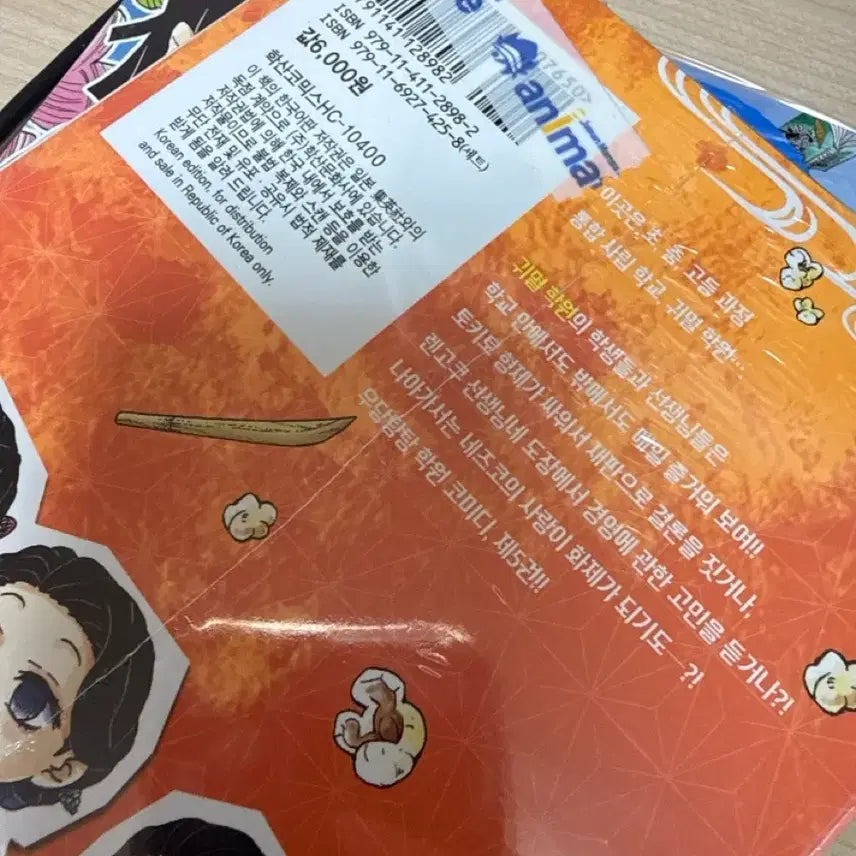 ISBN 979-11-411-2898-2
ISBN 979-11-6927-425-8(세트)
값6,000원
학산코믹스HC-10400
이 책의 한국어판 저작권은 일본 集英社와의
독점 계약으로 (주)학산문화사에 있습니다.
저작권법에 의해 한국 내에서 보호를 받는
저작물이므로 불법 복제와 스캔 등을 이용한
무단 전재 및 유포·공유시 법적 제재를
받게 됨을 알려 드립니다.
Korean edition, for distribution
and sale in Republic of Korea only.
anima
이곳은 초 중 고등 과정
통합 사립 학교, 귀멸 학원…
귀멸 학원의 학생들과 선생님들은
학교 안에서도 밖에서도 매일 즐거워 보여!!
토키토 형제가 싸워서 재판으로 결론을 짓거나,
렌고쿠 선생님네 도장에서 경영에 관한 고민을 듣거나?!
나아가서는 네즈코의 사랑이 화제가 되기도…?!
우당탕탕 학원 코미디, 제5권!!